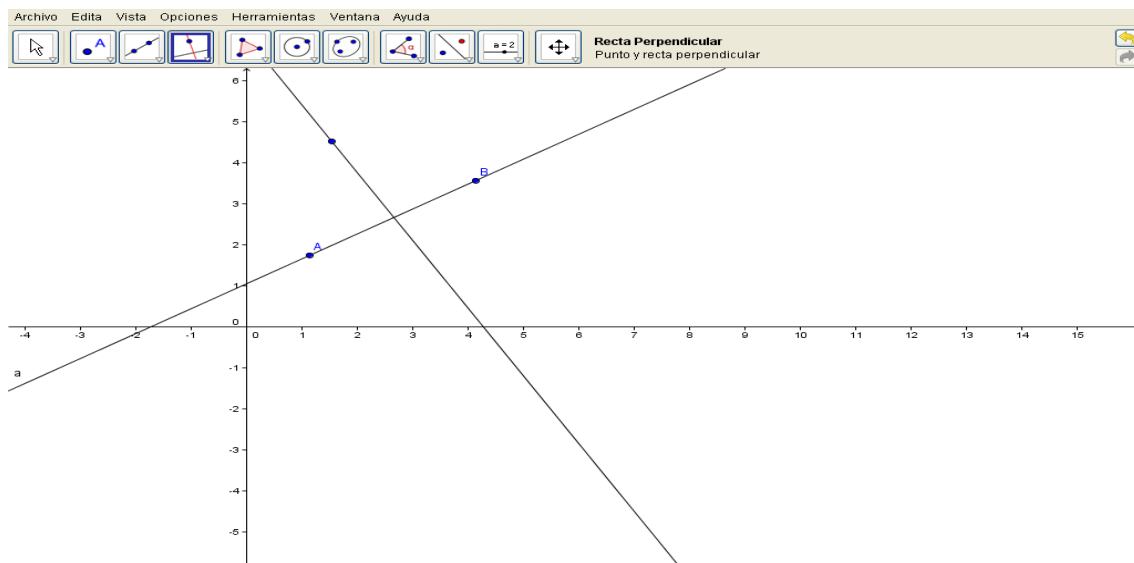 Archivo Edita Vista Opciones Herramientas Ventana Ayuda
A α a = 2
Recta Perpendicular
Punto y recta perpendicular
6
5
4
B
3
2
A
1
0
-4 -3 -2 -1 0 1 2 3 4 5 6 7 8 9 10 11 12 13 14 15
a
-1
-2
-3
-4
-5